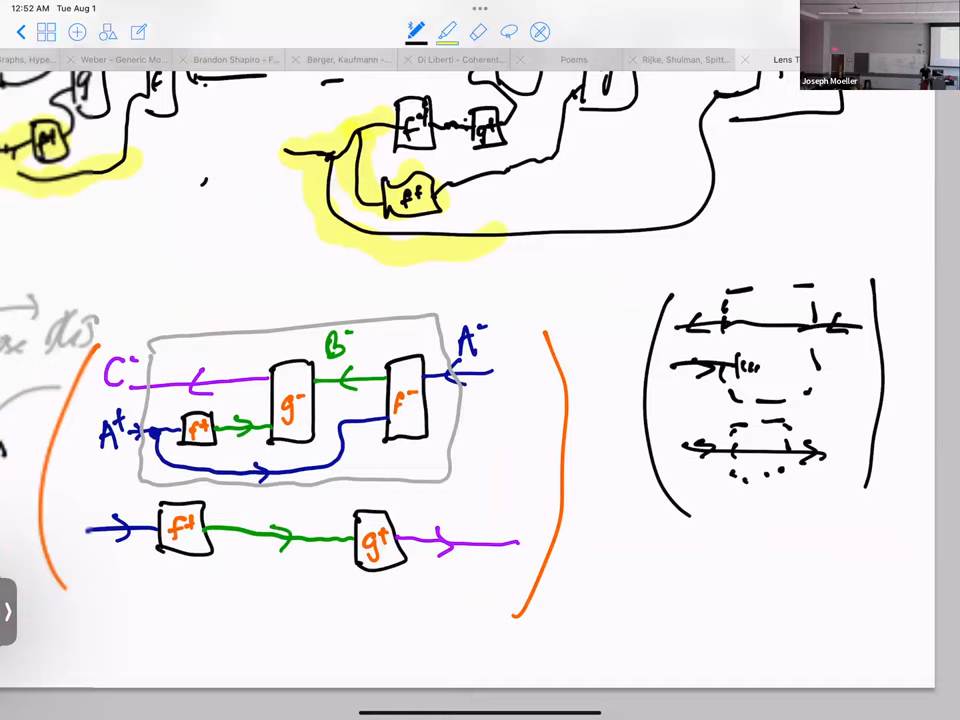 12:52 AM Tue Aug 1
Graphs, Hype...
Weber - Generic Mo...
Brandon Shapiro – F...
Berger, Kaufmann -...
Di Liberti - Coherent...
Poems
Rijke, Shulman, Spitt...
Lens T
Joseph Moeller
f+
g+
f+
C- B- A-
g- f-
A+ f+
f+ g+